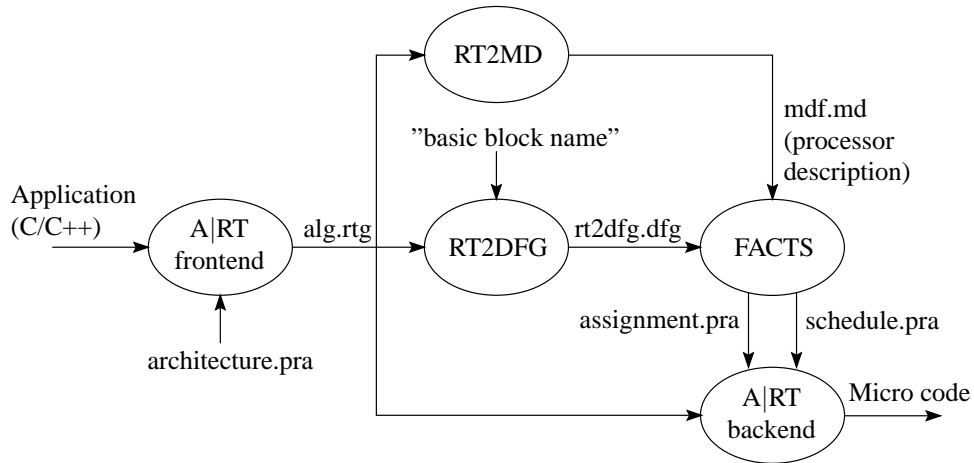 RT2MD
mdf.md
(processor
description)
”basic block name”
Application
(C/C++)
A|RT
frontend
alg.rtg
RT2DFG
rt2dfg.dfg
FACTS
assignment.pra
schedule.pra
architecture.pra
A|RT
backend
Micro code